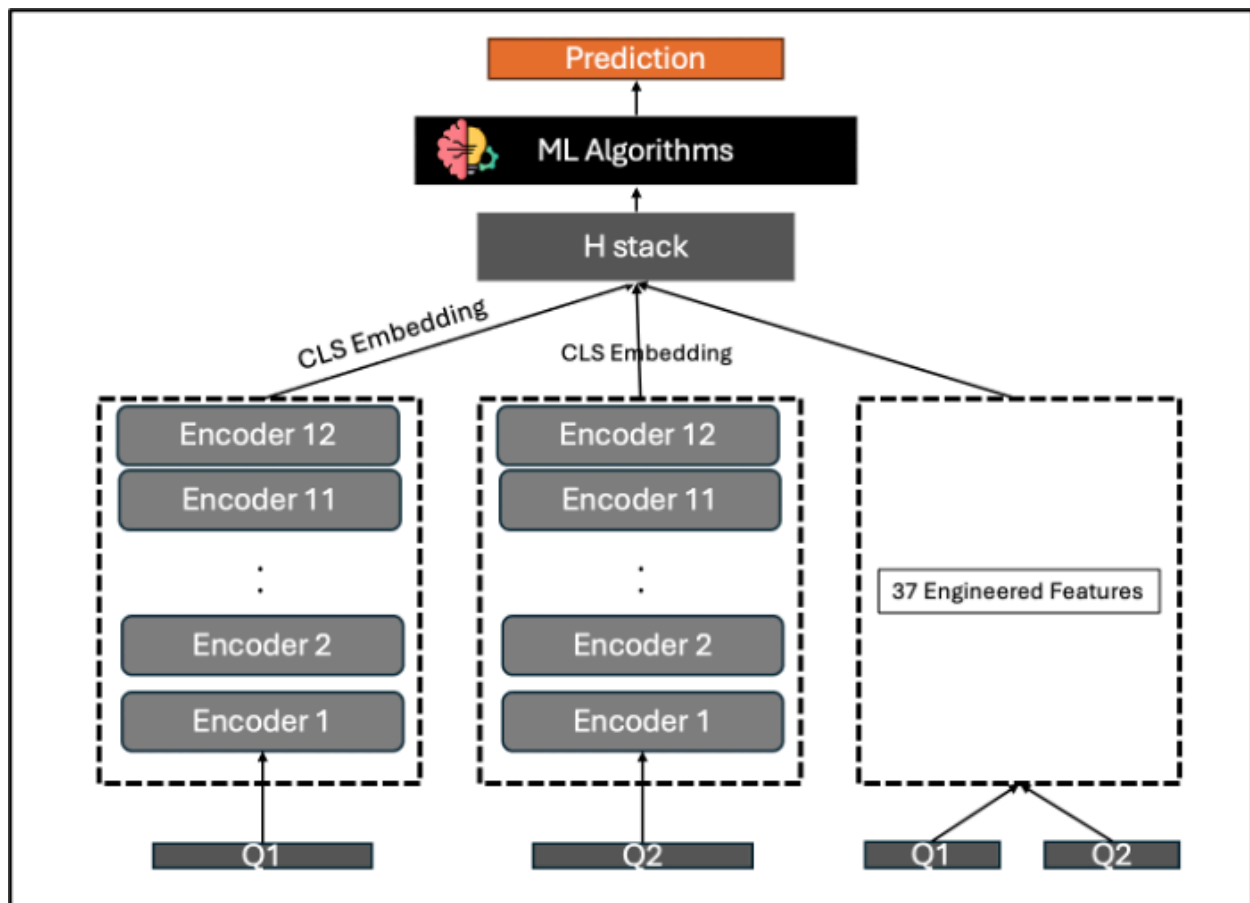 Prediction
ML Algorithms
H stack
CLS Embedding
CLS Embedding
Encoder 12
Encoder 11
:
Encoder 2
Encoder 1
Q1
Encoder 12
Encoder 11
:
Encoder 2
Encoder 1
Q2
37 Engineered Features
Q1
Q2